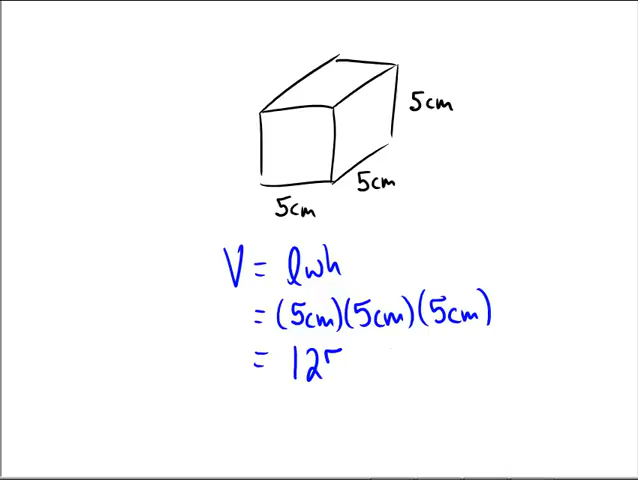 5cm
5cm
5cm
V = lwh
= (5cm)(5cm)(5cm)
= 12